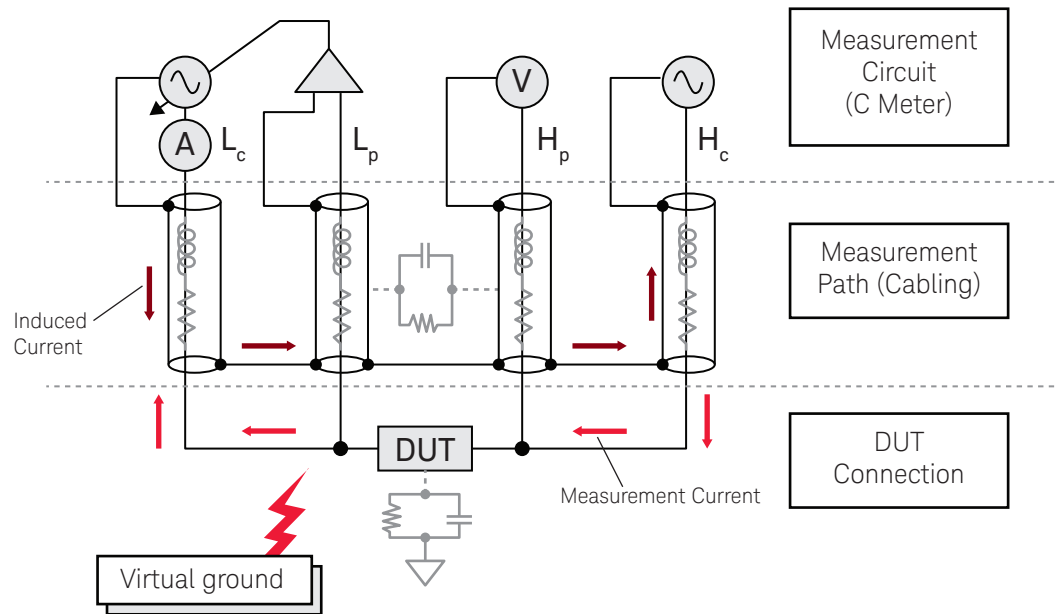 Measurement
Circuit
(C Meter)
V
A
Lc
Lp
Hp
Hc
Measurement
Path (Cabling)
Induced
Current
DUT
DUT
Connection
Measurement Current
Virtual ground